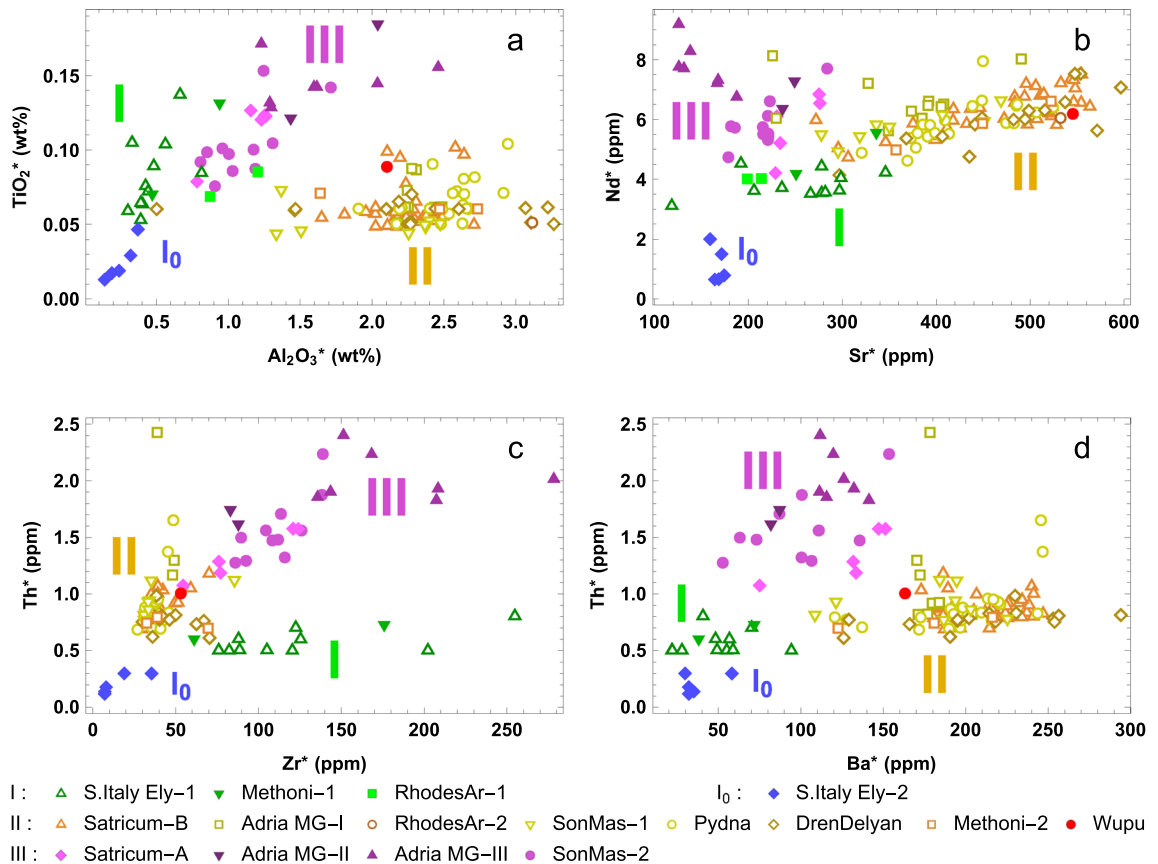 a
III
I
I₀
II
TiO₂* (wt%)
0.15
0.10
0.05
0.00
0.5 1.0 1.5 2.0 2.5 3.0
Al₂O₃* (wt%)
b
III
II
I
I₀
Nd* (ppm)
8
6
4
2
0
100 200 300 400 500 600
Sr* (ppm)
c
III
II
I
I₀
Th* (ppm)
2.5
2.0
1.5
1.0
0.5
0.0
0 50 100 150 200 250
Zr* (ppm)
d
III
I
II
I₀
Th* (ppm)
2.5
2.0
1.5
1.0
0.5
0.0
50 100 150 200 250 300
Ba* (ppm)
I : S.Italy Ely−1 Methoni−1 RhodesAr−1 I₀ : S.Italy Ely−2
II : Satricum−B Adria MG−I RhodesAr−2 SonMas−1 Pydna DrenDelyan Methoni−2 Wupu
III : Satricum−A Adria MG−II Adria MG−III SonMas−2